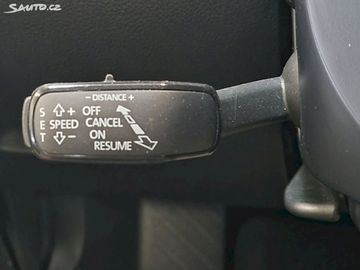 SAUTO.CZ
− DISTANCE +
S ⇧+ OFF
E SPEED CANCEL
ON
T ⇩− RESUME